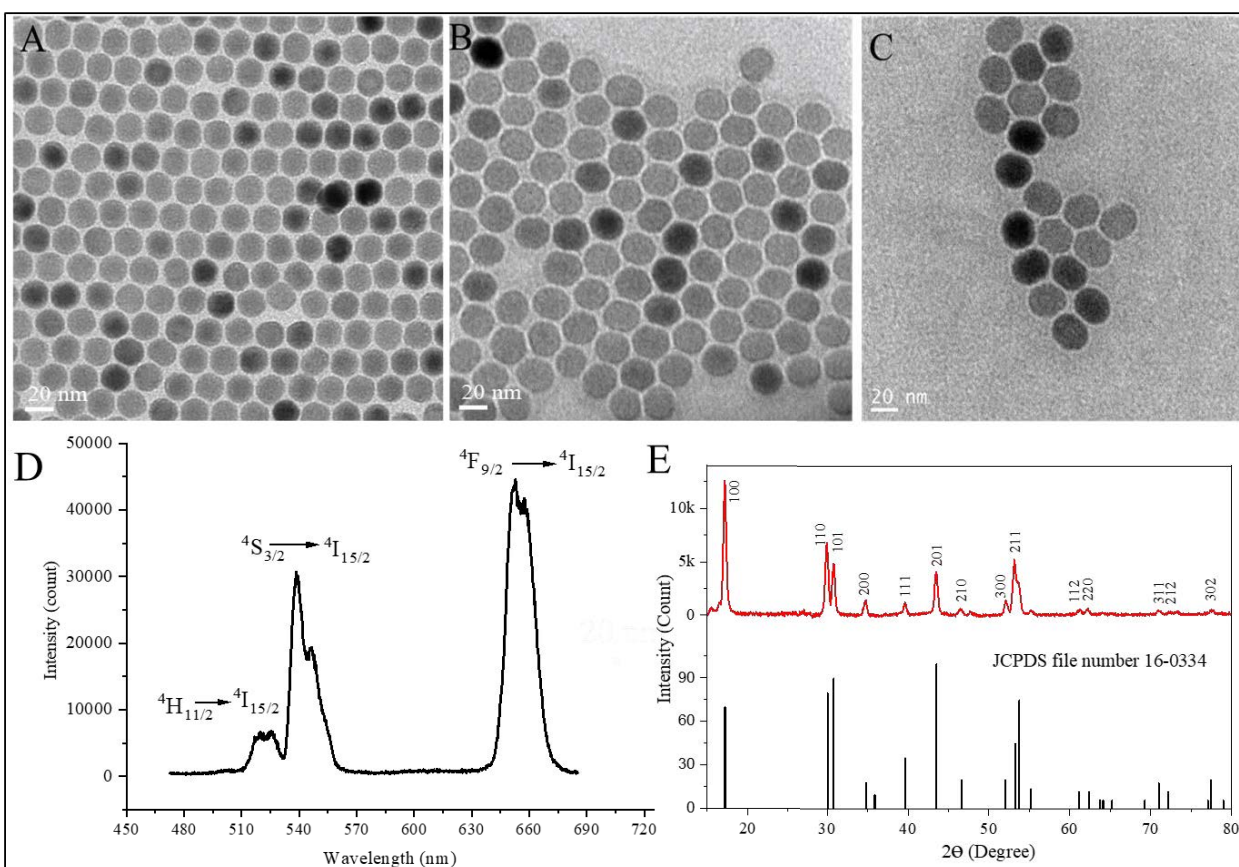 A
B
C
20 nm
20 nm
20 nm
D
50000
40000
30000
20000
10000
0
Intensity (count)
⁴H₁₁/₂ → ⁴I₁₅/₂
⁴S₃/₂ → ⁴I₁₅/₂
⁴F₉/₂ → ⁴I₁₅/₂
450 480 510 540 570 600 630 660 690 720
Wavelength (nm)
20 nm
E
10k
5k
0
90
60
30
0
Intensity (Count)
100
110
101
200
111
201
210
300
211
112
220
311
212
302
JCPDS file number 16-0334
20 30 40 50 60 70 80
2Θ (Degree)